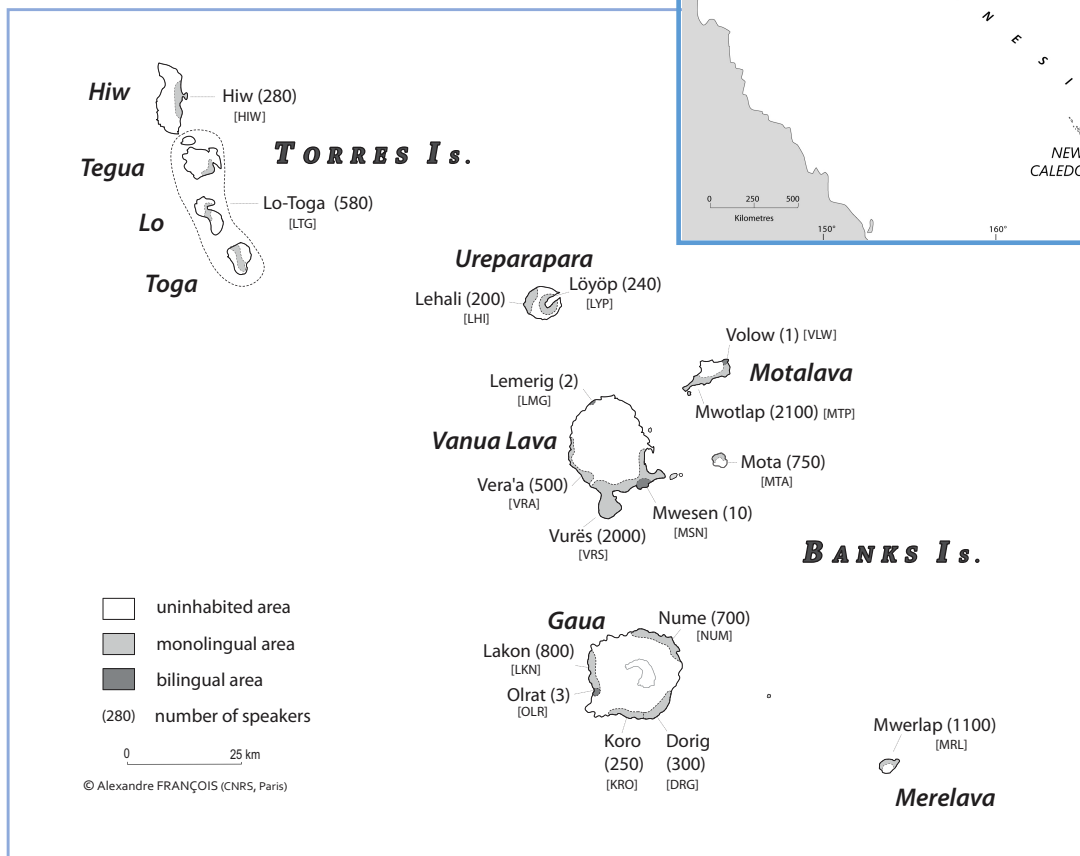 N
E
S
I
NEW
CALEDO
0 250 500
Kilometres
150° 160°
Hiw
Hiw (280)
[HIW]
TORRES IS.
Tegua
Lo-Toga (580)
[LTG]
Lo
Toga
Ureparapara
Löyöp (240)
[LYP]
Lehali (200)
[LHI]
Volow (1) [VLW]
Motalava
Lemerig (2)
[LMG]
Mwotlap (2100) [MTP]
Vanua Lava
Mota (750)
[MTA]
Vera'a (500)
[VRA]
Mwesen (10)
[MSN]
Vurës (2000)
[VRS]
BANKS IS.
uninhabited area
monolingual area
bilingual area
(280) number of speakers
0 25 km
© Alexandre FRANÇOIS (CNRS, Paris)
Gaua
Nume (700)
[NUM]
Lakon (800)
[LKN]
Olrat (3)
[OLR]
Koro
(250)
[KRO]
Dorig
(300)
[DRG]
Mwerlap (1100)
[MRL]
Merelava